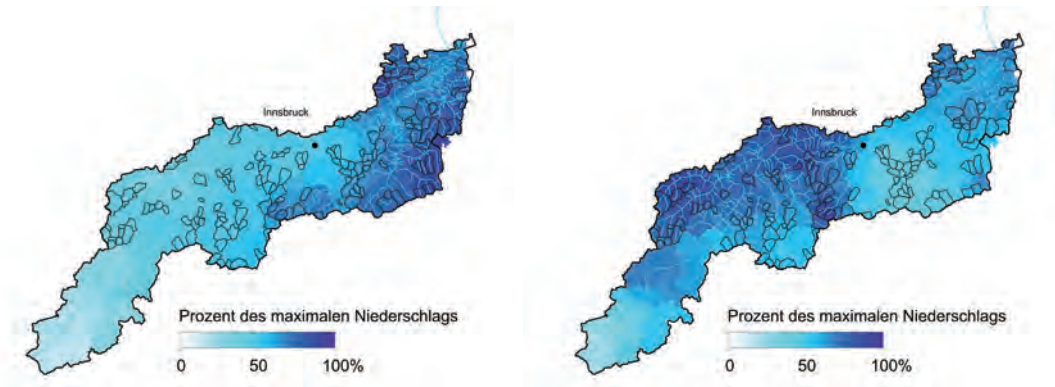 Innsbruck
Prozent des maximalen Niederschlags
0 50 100%
Innsbruck
Prozent des maximalen Niederschlags
0 50 100%